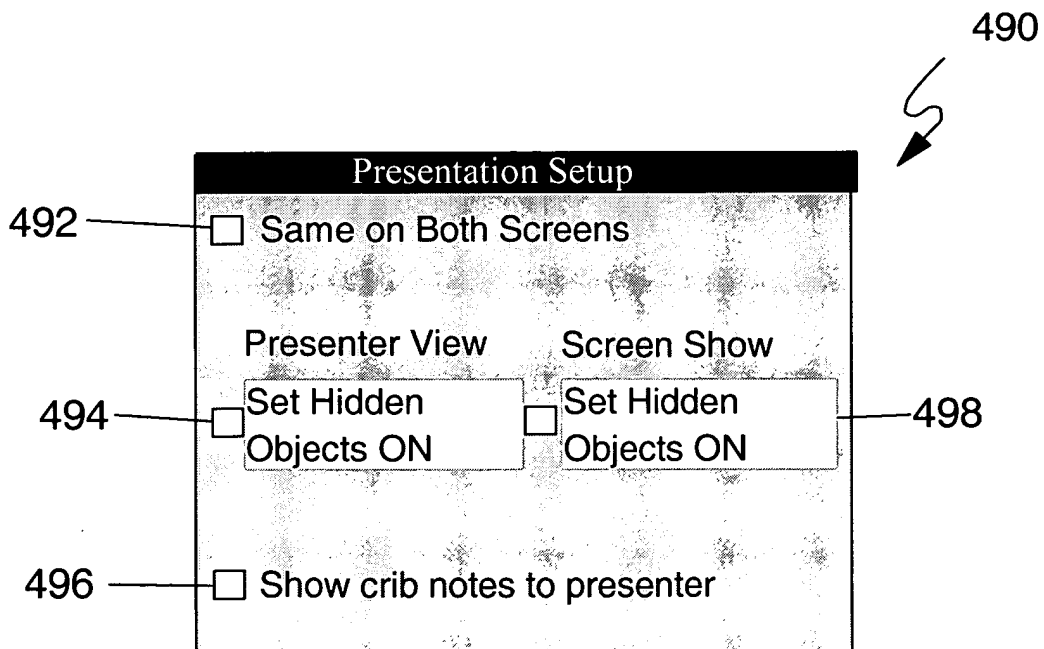 490
Presentation Setup
492
Same on Both Screens
Presenter View
Screen Show
494
Set Hidden
Objects ON
Set Hidden
Objects ON
498
496
Show crib notes to presenter